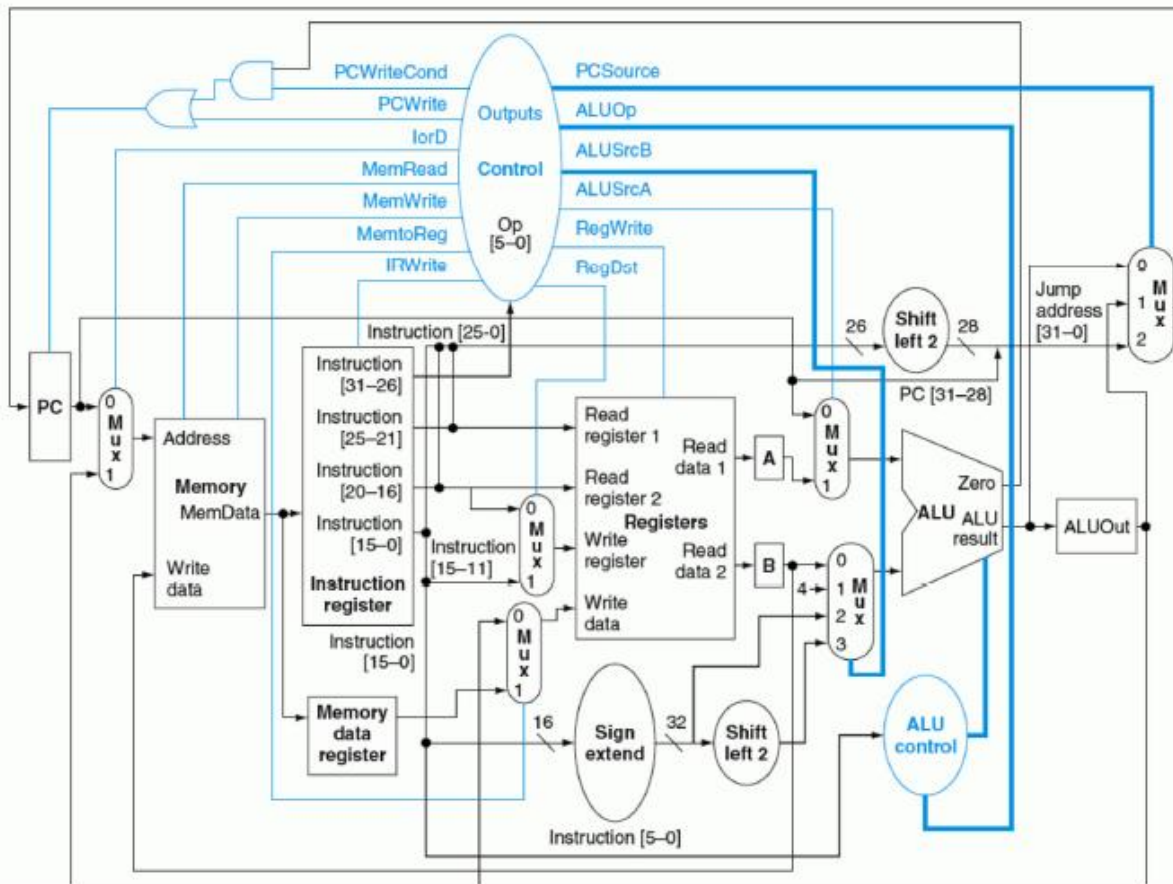 PCWriteCond
PCWrite
IorD
MemRead
MemWrite
MemtoReg
IRWrite
Outputs
Control
Op
[5–0]
PCSource
ALUOp
ALUSrcB
ALUSrcA
RegWrite
RegDst
PC
0
M
u
x
1
Address
Memory
MemData
Write
data
Instruction [25-0]
Instruction
[31–26]
Instruction
[25–21]
Instruction
[20–16]
Instruction
[15–0]
Instruction
register
Instruction
[15–11]
Instruction
[15–0]
Memory
data
register
0
M
u
x
1
0
M
u
x
1
Read
register 1
Read
register 2
Registers
Write
register
Write
data
Read
data 1
Read
data 2
A
B
16
Sign
extend
32
Shift
left 2
Instruction [5–0]
26
Shift
left 2
28
PC [31–28]
Jump
address
[31–0]
0
M
u
x
1
4
0
1
2
3
M
u
x
Zero
ALU
ALU
result
ALUOut
ALU
control
0
1
2
M
u
x